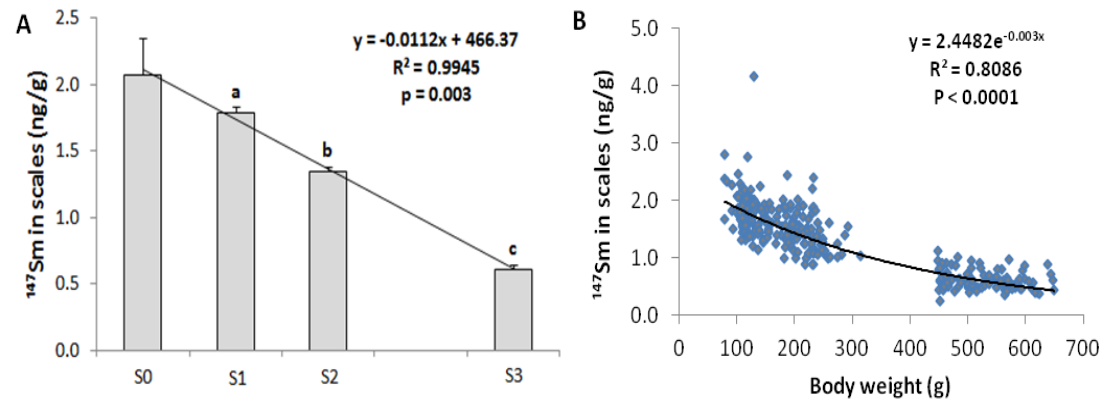 A
2.5
2.0
1.5
1.0
0.5
0.0
¹⁴⁷Sm in scales (ng/g)
y = -0.0112x + 466.37
R² = 0.9945
p = 0.003
a
b
c
S0 S1 S2 S3
B
5.0
4.0
3.0
2.0
1.0
0.0
¹⁴⁷Sm in scales (ng/g)
y = 2.4482e⁻⁰·⁰⁰³ˣ
R² = 0.8086
P < 0.0001
0 100 200 300 400 500 600 700
Body weight (g)